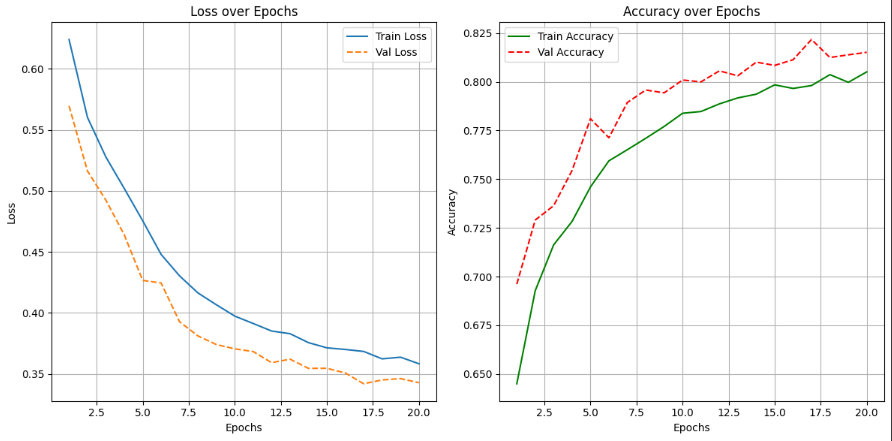 Loss over Epochs
Train Loss
Val Loss
0.60
0.55
0.50
0.45
0.40
0.35
Loss
2.5 5.0 7.5 10.0 12.5 15.0 17.5 20.0
Epochs
Accuracy over Epochs
Train Accuracy
Val Accuracy
0.825
0.800
0.775
0.750
0.725
0.700
0.675
0.650
Accuracy
2.5 5.0 7.5 10.0 12.5 15.0 17.5 20.0
Epochs